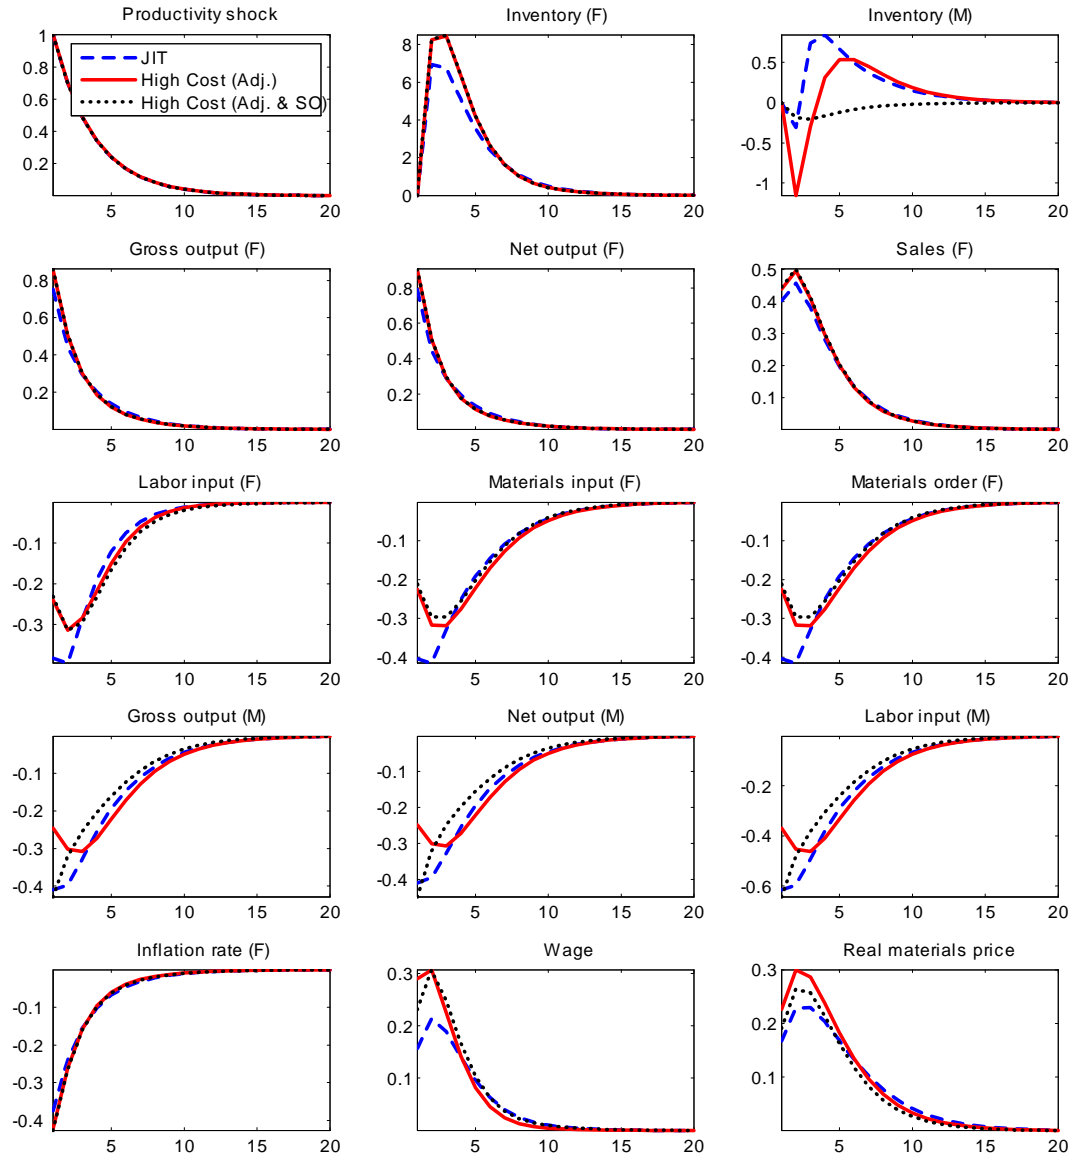 Productivity shock Inventory (F) Inventory (M)
1
0.8
0.6
0.4
0.2
JIT
High Cost (Adj.)
High Cost (Adj. & SO)
5 10 15 20
8
6
4
2
0
5 10 15 20
0.5
0
-0.5
-1
5 10 15 20
Gross output (F) Net output (F) Sales (F)
0.8
0.6
0.4
0.2
5 10 15 20
0.8
0.6
0.4
0.2
5 10 15 20
0.5
0.4
0.3
0.2
0.1
5 10 15 20
Labor input (F) Materials input (F) Materials order (F)
-0.1
-0.2
-0.3
5 10 15 20
-0.1
-0.2
-0.3
-0.4
5 10 15 20
-0.1
-0.2
-0.3
-0.4
5 10 15 20
Gross output (M) Net output (M) Labor input (M)
-0.1
-0.2
-0.3
-0.4
5 10 15 20
-0.1
-0.2
-0.3
-0.4
5 10 15 20
-0.2
-0.4
-0.6
5 10 15 20
Inflation rate (F) Wage Real materials price
-0.1
-0.2
-0.3
-0.4
5 10 15 20
0.3
0.2
0.1
5 10 15 20
0.3
0.2
0.1
5 10 15 20